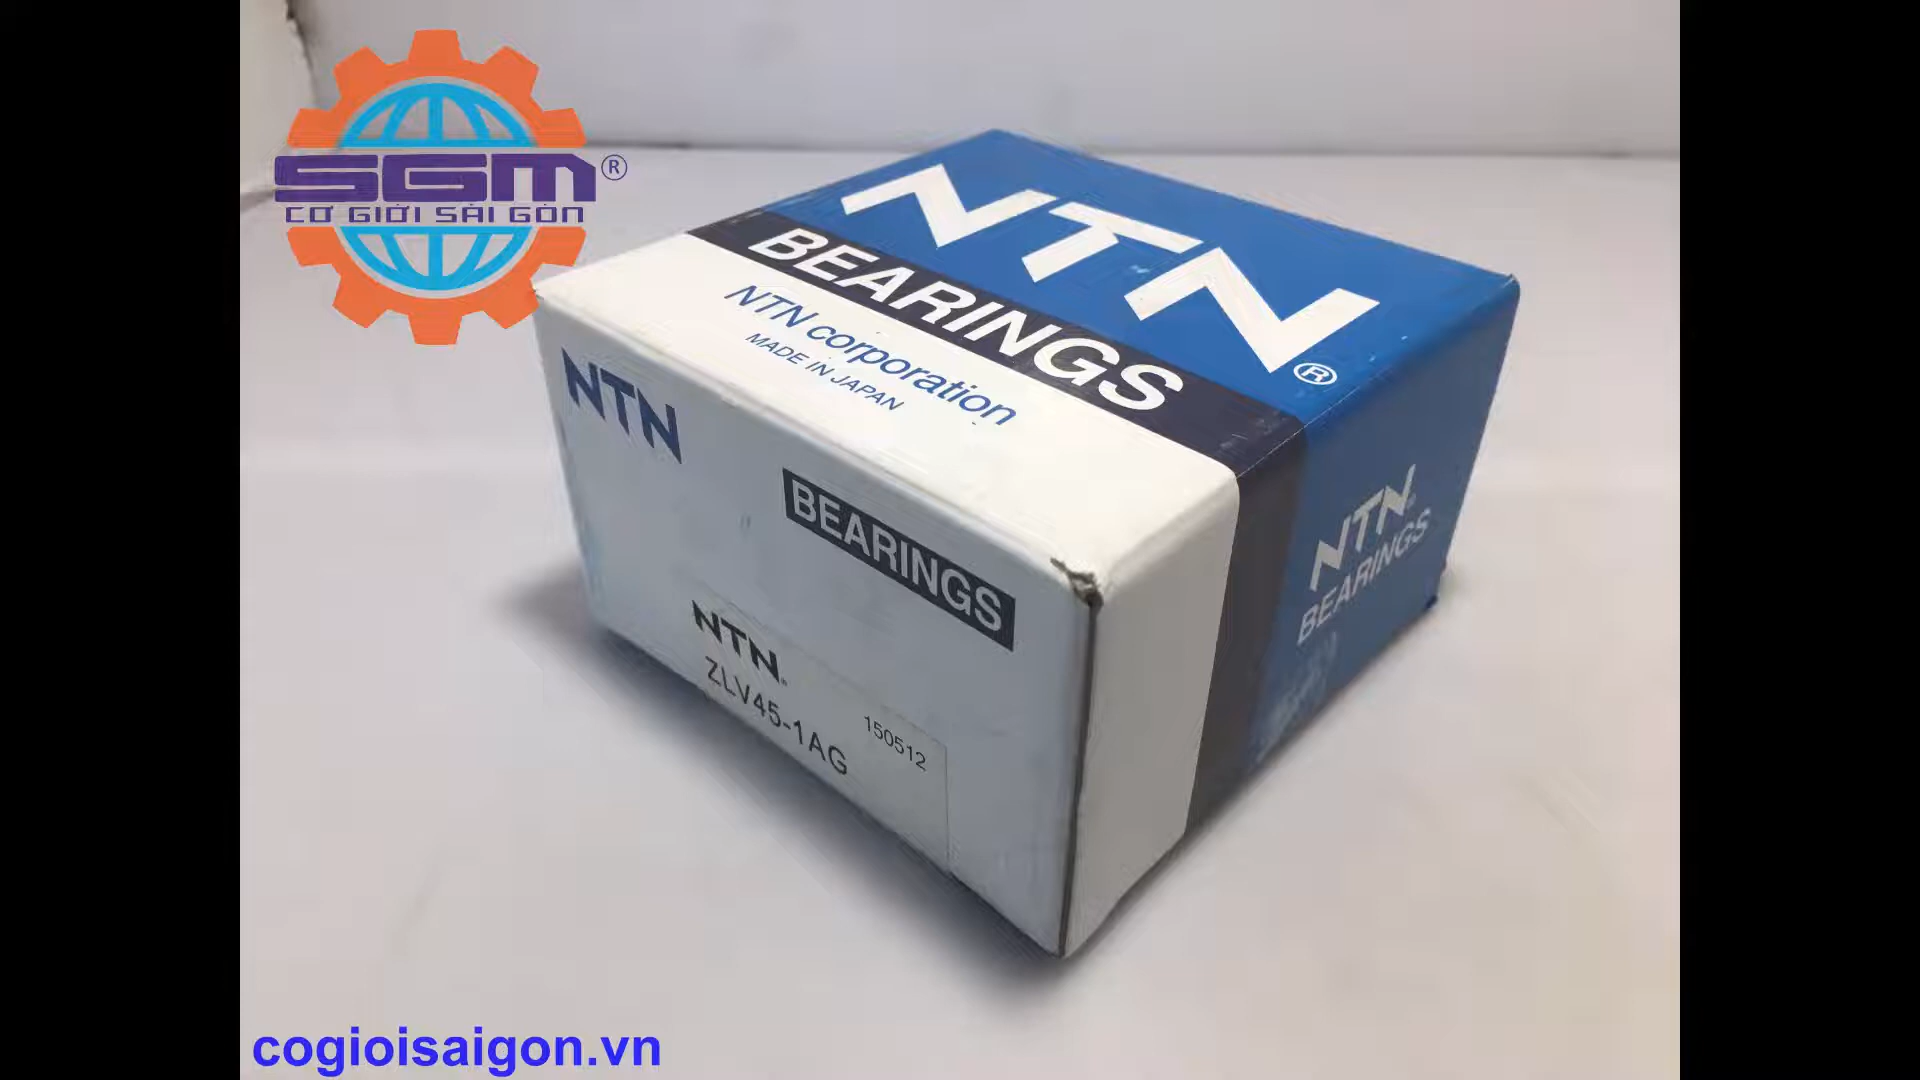 SGM®
CƠ GIỚI SÀI GÒN
NTN®
BEARINGS
NTN corporation
MADE IN JAPAN
NTN
BEARINGS
NTN®
ZLV45-1AG
150512
NTN®
BEARINGS
cogioisaigon.vn